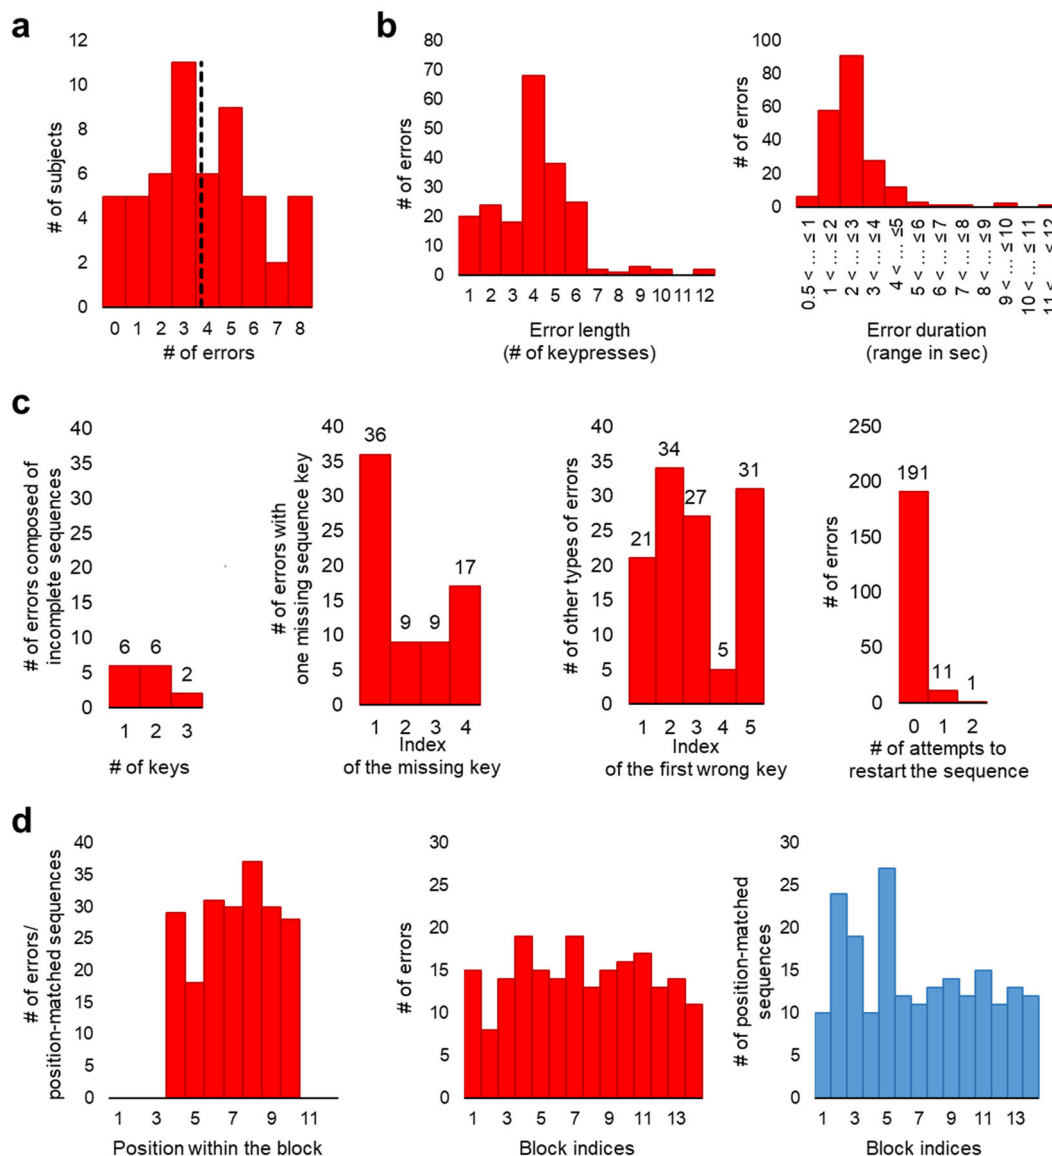 a
# of subjects
12
10
8
6
4
2
0
0 1 2 3 4 5 6 7 8
# of errors
b
# of errors
80
70
60
50
40
30
20
10
0
1 2 3 4 5 6 7 8 9 10 11 12
Error length
(# of keypresses)
# of errors
100
80
60
40
20
0
0.5 < … ≤ 1
1 < … ≤2
2 < … ≤3
3 < … ≤4
4 < … ≤5
5 < … ≤6
6 < … ≤7
7 < … ≤8
8 < … ≤9
9 < … ≤10
10 < … ≤11
11 < … ≤12
Error duration
(range in sec)
c
# of errors composed of
incomplete sequences
40
35
30
25
20
15
10
5
0
6 6 2
1 2 3
# of keys
# of errors with
one missing sequence key
40
35
30
25
20
15
10
5
0
36 9 9 17
1 2 3 4
Index
of the missing key
# of other types of errors
40
35
30
25
20
15
10
5
0
21 34 27 5 31
1 2 3 4 5
Index
of the first wrong key
# of errors
250
200
150
100
50
0
191 11 1
0 1 2
# of attempts to
restart the sequence
d
# of errors/
position-matched sequences
40
35
30
25
20
15
10
5
0
1 3 5 7 9 11
Position within the block
# of errors
30
25
20
15
10
5
0
1 3 5 7 9 11 13
Block indices
# of position-matched
sequences
30
25
20
15
10
5
0
1 3 5 7 9 11 13
Block indices